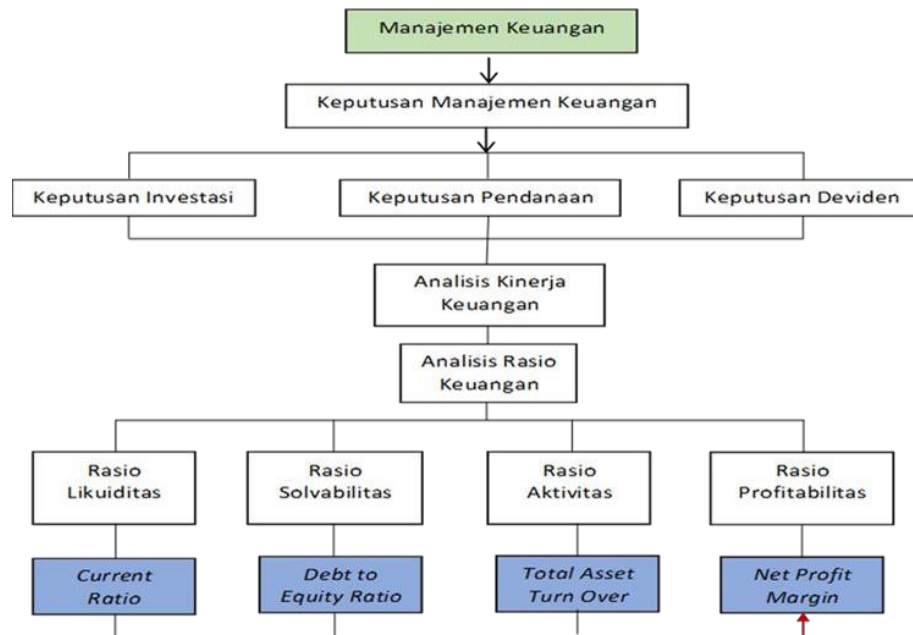 Manajemen Keuangan
Keputusan Manajemen Keuangan
Keputusan Investasi
Keputusan Pendanaan
Keputusan Deviden
Analisis Kinerja
Keuangan
Analisis Rasio
Keuangan
Rasio
Likuiditas
Rasio
Solvabilitas
Rasio
Aktivitas
Rasio
Profitabilitas
Current
Ratio
Debt to
Equity Ratio
Total Asset
Turn Over
Net Profit
Margin